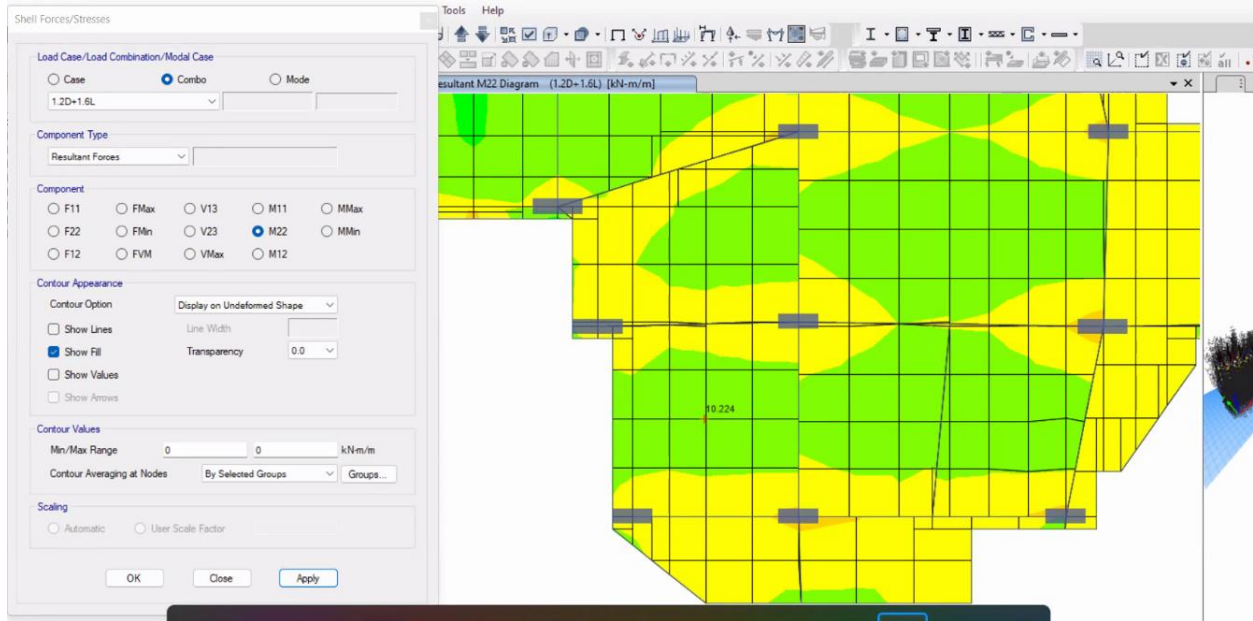 Shell Forces/Stresses
Tools Help
Load Case/Load Combination/Modal Case
Case Combo Mode
1.2D+1.6L
esultant M22 Diagram (1.2D+1.6L) [kN-m/m]
Component Type
Resultant Forces
Component
F11 FMax V13 M11 MMax
F22 FMin V23 M22 MMin
F12 FVM VMax M12
Contour Appearance
Contour Option Display on Undeformed Shape
Show Lines Line Width
Show Fill Transparency 0.0
Show Values
Show Arrows
10.224
Contour Values
Min/Max Range 0 0 kN-m/m
Contour Averaging at Nodes By Selected Groups Groups...
Scaling
Automatic User Scale Factor
OK Close Apply